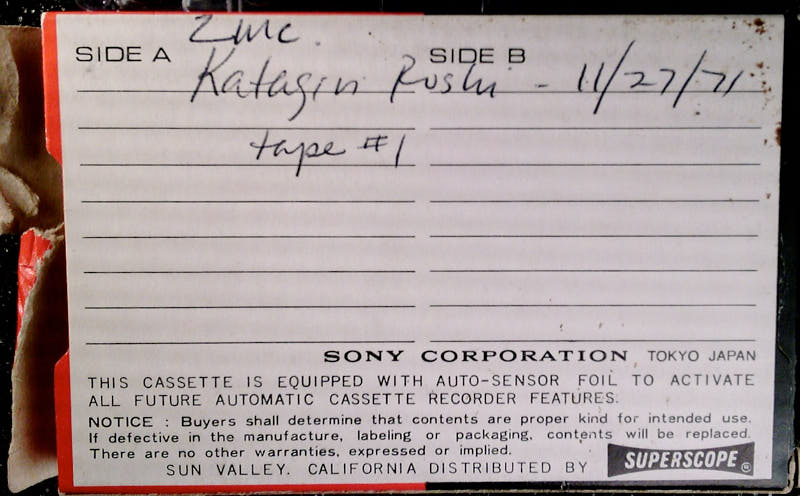 ZMC.
SIDE A SIDE B
Katagiri Roshi - 11/27/71
tape #1
SONY CORPORATION TOKYO JAPAN
THIS CASSETTE IS EQUIPPED WITH AUTO-SENSOR FOIL TO ACTIVATE
ALL FUTURE AUTOMATIC CASSETTE RECORDER FEATURES.
NOTICE : Buyers shall determine that contents are proper kind for intended use.
If defective in the manufacture, labeling or packaging, contents will be replaced.
There are no other warranties, expressed or implied.
SUN VALLEY, CALIFORNIA DISTRIBUTED BY SUPERSCOPE ®